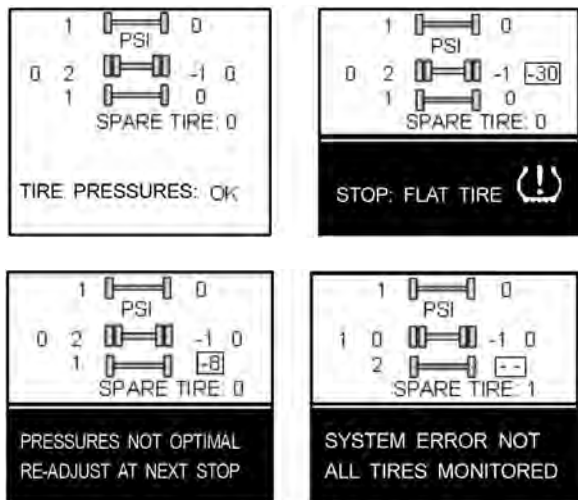 1 0
PSI
0 2 -1 0
1 0
SPARE TIRE: 0
TIRE PRESSURES: OK
1 0
PSI
0 2 -1 -30
1 0
SPARE TIRE: 0
STOP: FLAT TIRE (!)
1 0
PSI
0 2 -1 0
1 -8
SPARE TIRE: 0
PRESSURES NOT OPTIMAL
RE-ADJUST AT NEXT STOP
1 0
PSI
1 0 -1 0
2 --
SPARE TIRE: 1
SYSTEM ERROR NOT
ALL TIRES MONITORED